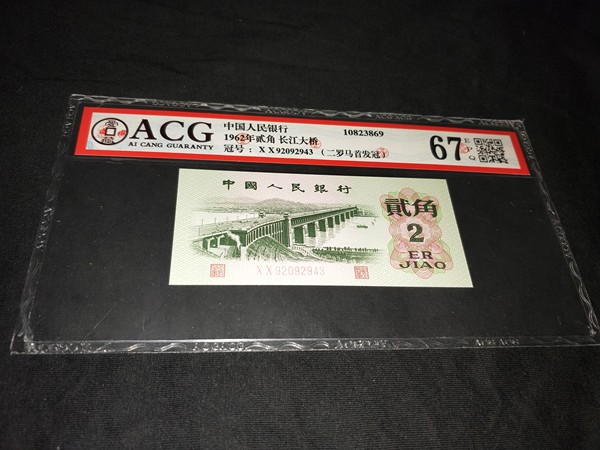 ACG
AI CANG GUARANTY
中国人民银行
10823869
1962年贰角 长江大桥
冠号： X X 92092943 （二罗马首发冠）
67
E
P
Q
中國人民銀行
貳角
2
ER
JIAO
X X 92092943
ACG ACG